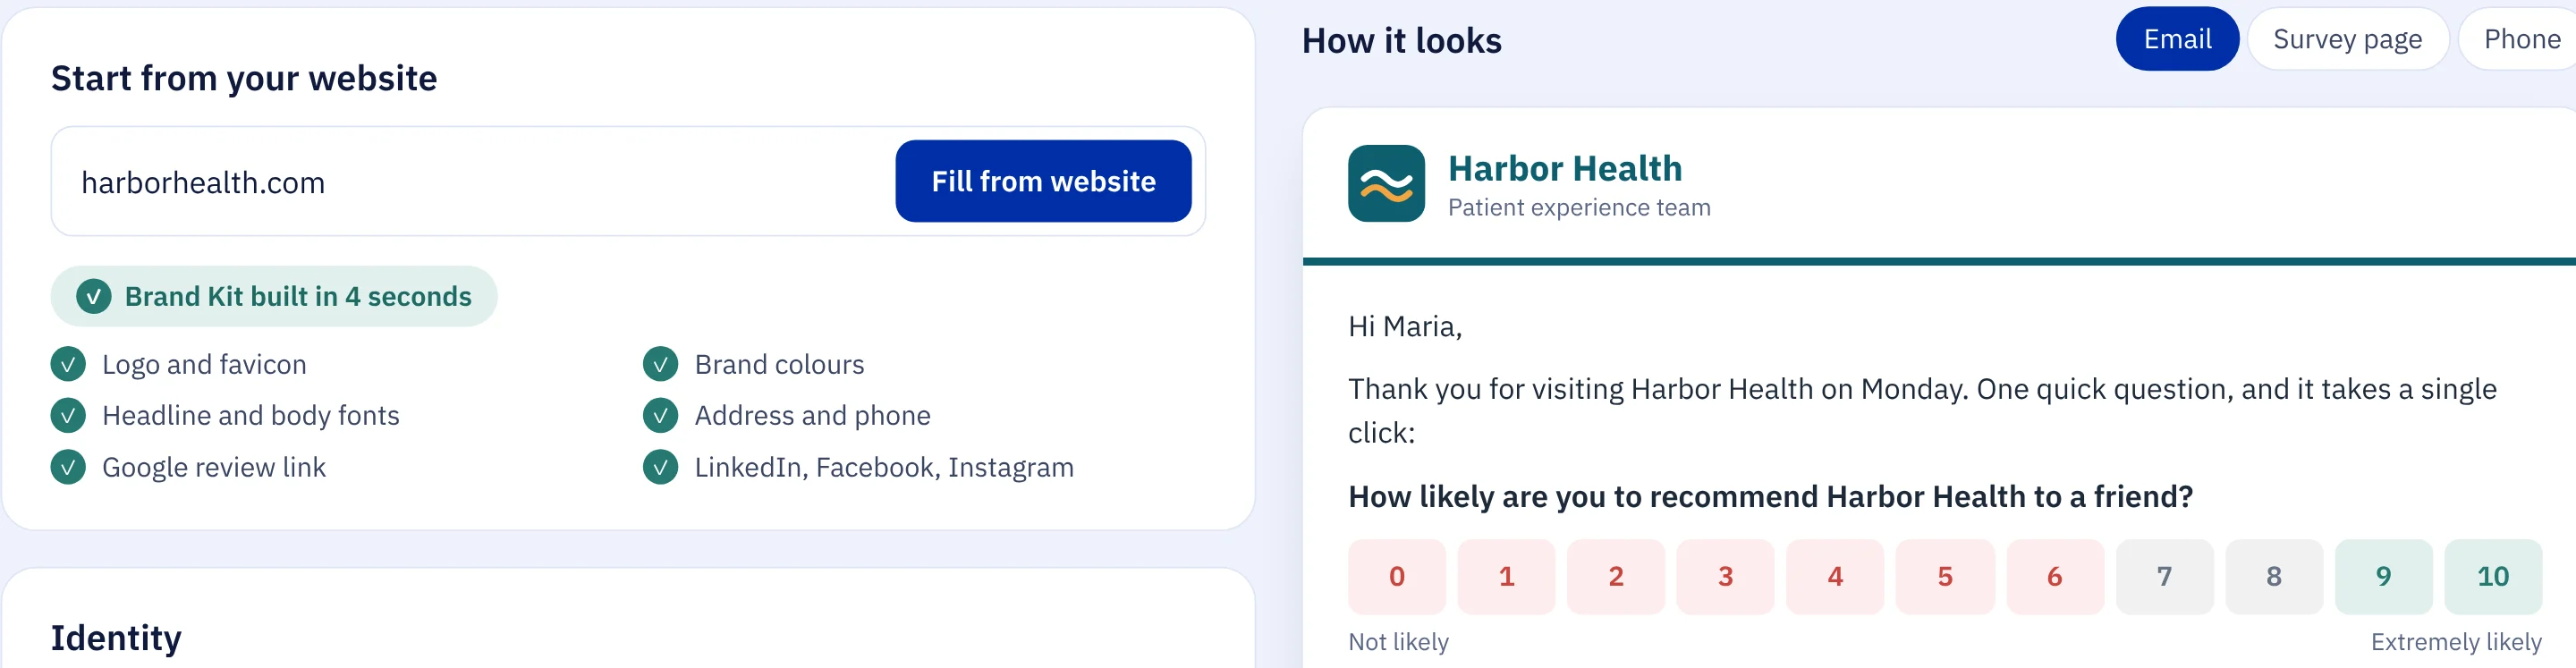 Start from your website
harborhealth.com
Fill from website
Brand Kit built in 4 seconds
Logo and favicon
Brand colours
Headline and body fonts
Address and phone
Google review link
LinkedIn, Facebook, Instagram
Identity
How it looks
Email
Survey page
Phone
Harbor Health
Patient experience team
Hi Maria,
Thank you for visiting Harbor Health on Monday. One quick question, and it takes a single
click:
How likely are you to recommend Harbor Health to a friend?
0 1 2 3 4 5 6 7 8 9 10
Not likely
Extremely likely